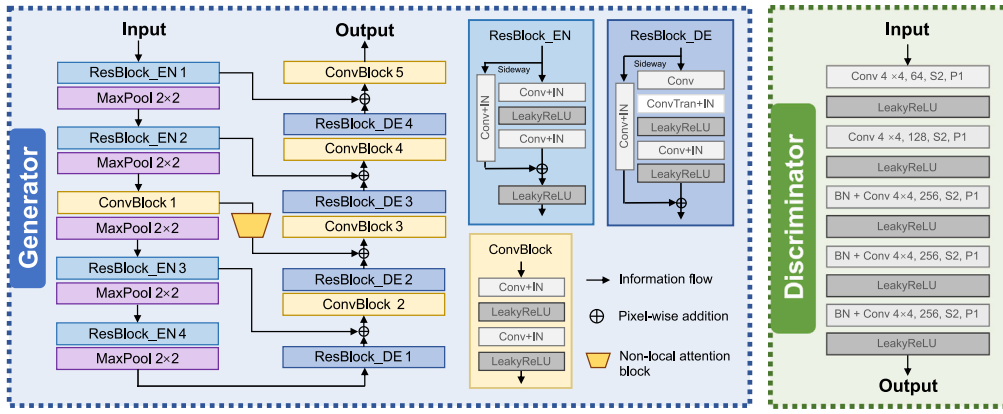 Generator
Input
ResBlock_EN 1
MaxPool 2×2
ResBlock_EN 2
MaxPool 2×2
ConvBlock 1
MaxPool 2×2
ResBlock_EN 3
MaxPool 2×2
ResBlock_EN 4
MaxPool 2×2
Output
ConvBlock 5
ResBlock_DE 4
ConvBlock 4
ResBlock_DE 3
ConvBlock 3
ResBlock_DE 2
ConvBlock 2
ResBlock_DE 1
ResBlock_EN
Sideway
Conv+IN
Conv+IN
LeakyReLU
Conv+IN
LeakyReLU
ResBlock_DE
Sideway
Conv+IN
Conv
ConvTran+IN
LeakyReLU
Conv+IN
LeakyReLU
ConvBlock
Conv+IN
LeakyReLU
Conv+IN
LeakyReLU
Information flow
Pixel-wise addition
Non-local attention
block
Discriminator
Input
Conv 4 ×4, 64, S2, P1
LeakyReLU
Conv 4 ×4, 128, S2, P1
LeakyReLU
BN + Conv 4×4, 256, S2, P1
LeakyReLU
BN + Conv 4×4, 256, S2, P1
LeakyReLU
BN + Conv 4×4, 256, S2, P1
LeakyReLU
Output